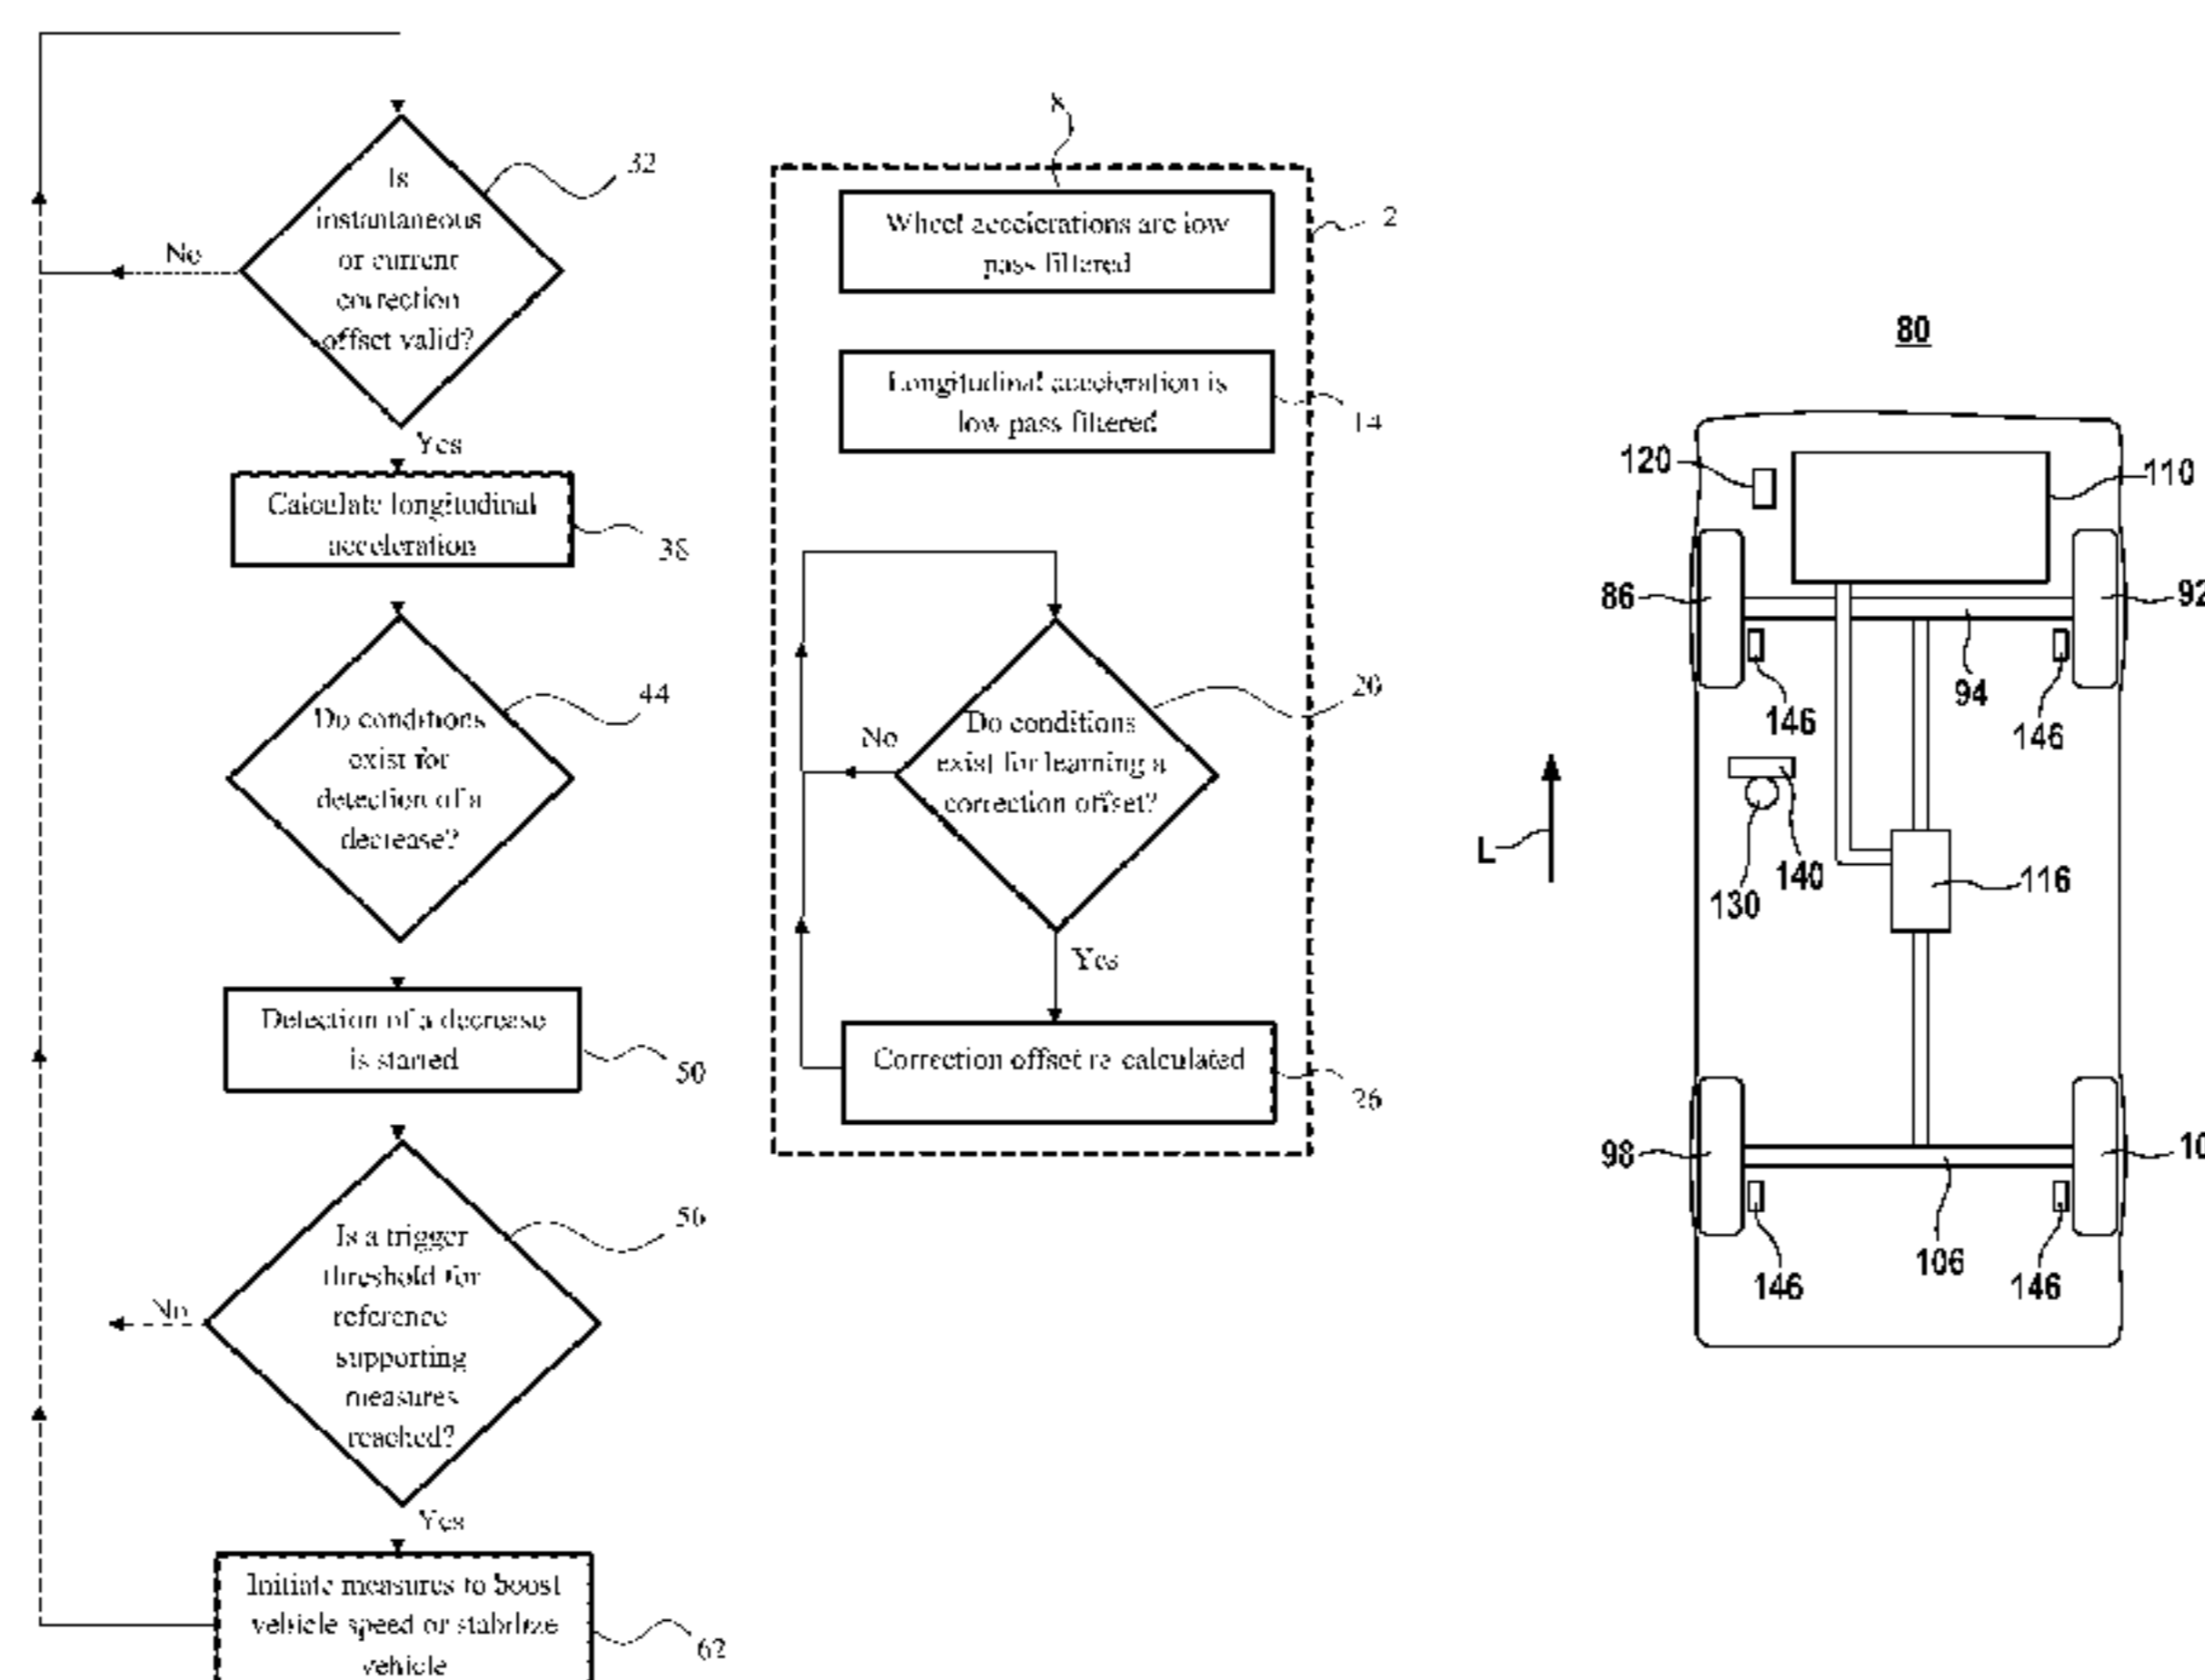 Is
instantaneous
or current
correction
offset valid?
32
No
Yes
Calculate longitudinal
acceleration
38
Do conditions
exist for
detection of a
decrease?
44
Detection of a decrease
is started
50
Is a trigger
threshold for
reference
supporting
measures
reached?
56
No
Yes
Initiate measures to boost
vehicle speed or stabilize
vehicle
62
8
2
Wheel accelerations are low
pass filtered
Longitudinal acceleration is
low pass filtered
14
Do conditions
exist for learning a
correction offset?
20
No
Yes
Correction offset re calculated
26
80
120
110
86
92
94
146
146
L
130
140
116
98
10
106
146
146